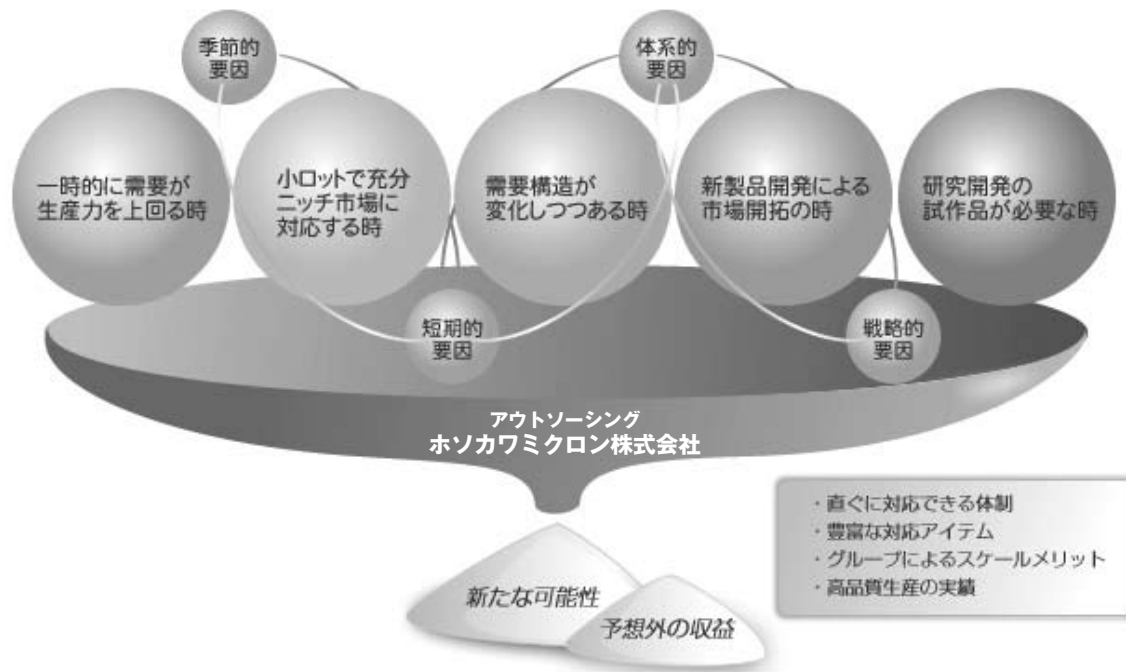 季節的
要因
体系的
要因
一時的に需要が
生産力を上回る時
小ロットで充分
ニッチ市場に
対応する時
需要構造が
変化しつつある時
新製品開発による
市場開拓の時
研究開発の
試作品が必要な時
短期的
要因
戦略的
要因
アウトソーシング
ホソカワミクロン株式会社
・直ぐに対応できる体制
・豊富な対応アイテム
・グループによるスケールメリット
・高品質生産の実績
新たな可能性
予想外の収益